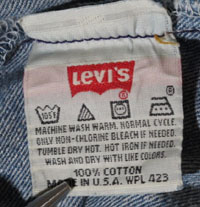 Levi's
105F
MACHINE WASH WARM, NORMAL CYCLE.
ONLY NON-CHLORINE BLEACH IF NEEDED.
TUMBLE DRY HOT. HOT IRON IF NEEDED.
WASH AND DRY WITH LIKE COLORS.
100% COTTON
IN U.S.A. WPL 423